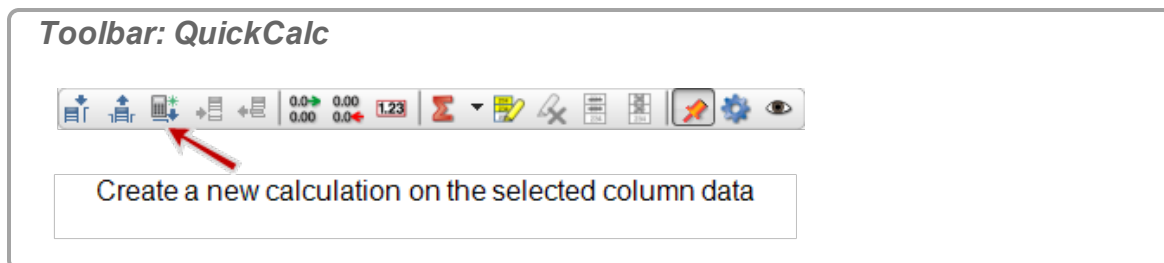 Toolbar: QuickCalc
0.0 0.00 1.23
0.00 0.0
Create a new calculation on the selected column data